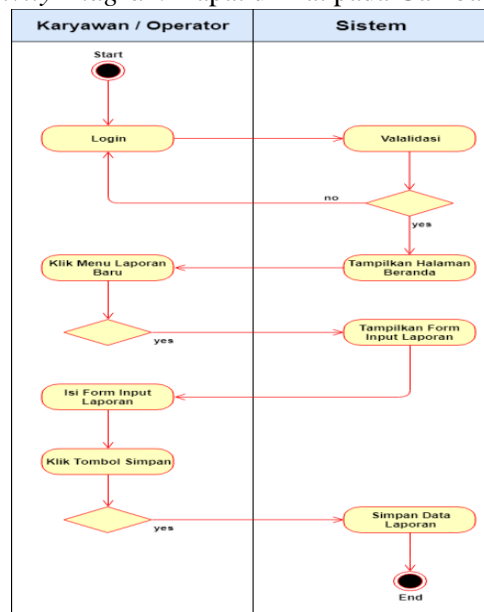 Karyawan / Operator
Sistem
Start
Login
Valalidasi
no
yes
Klik Menu Laporan
Baru
Tampilkan Halaman
Beranda
yes
Tampilkan Form
Input Laporan
Isi Form Input
Laporan
Klik Tombol Simpan
yes
Simpan Data
Laporan
End